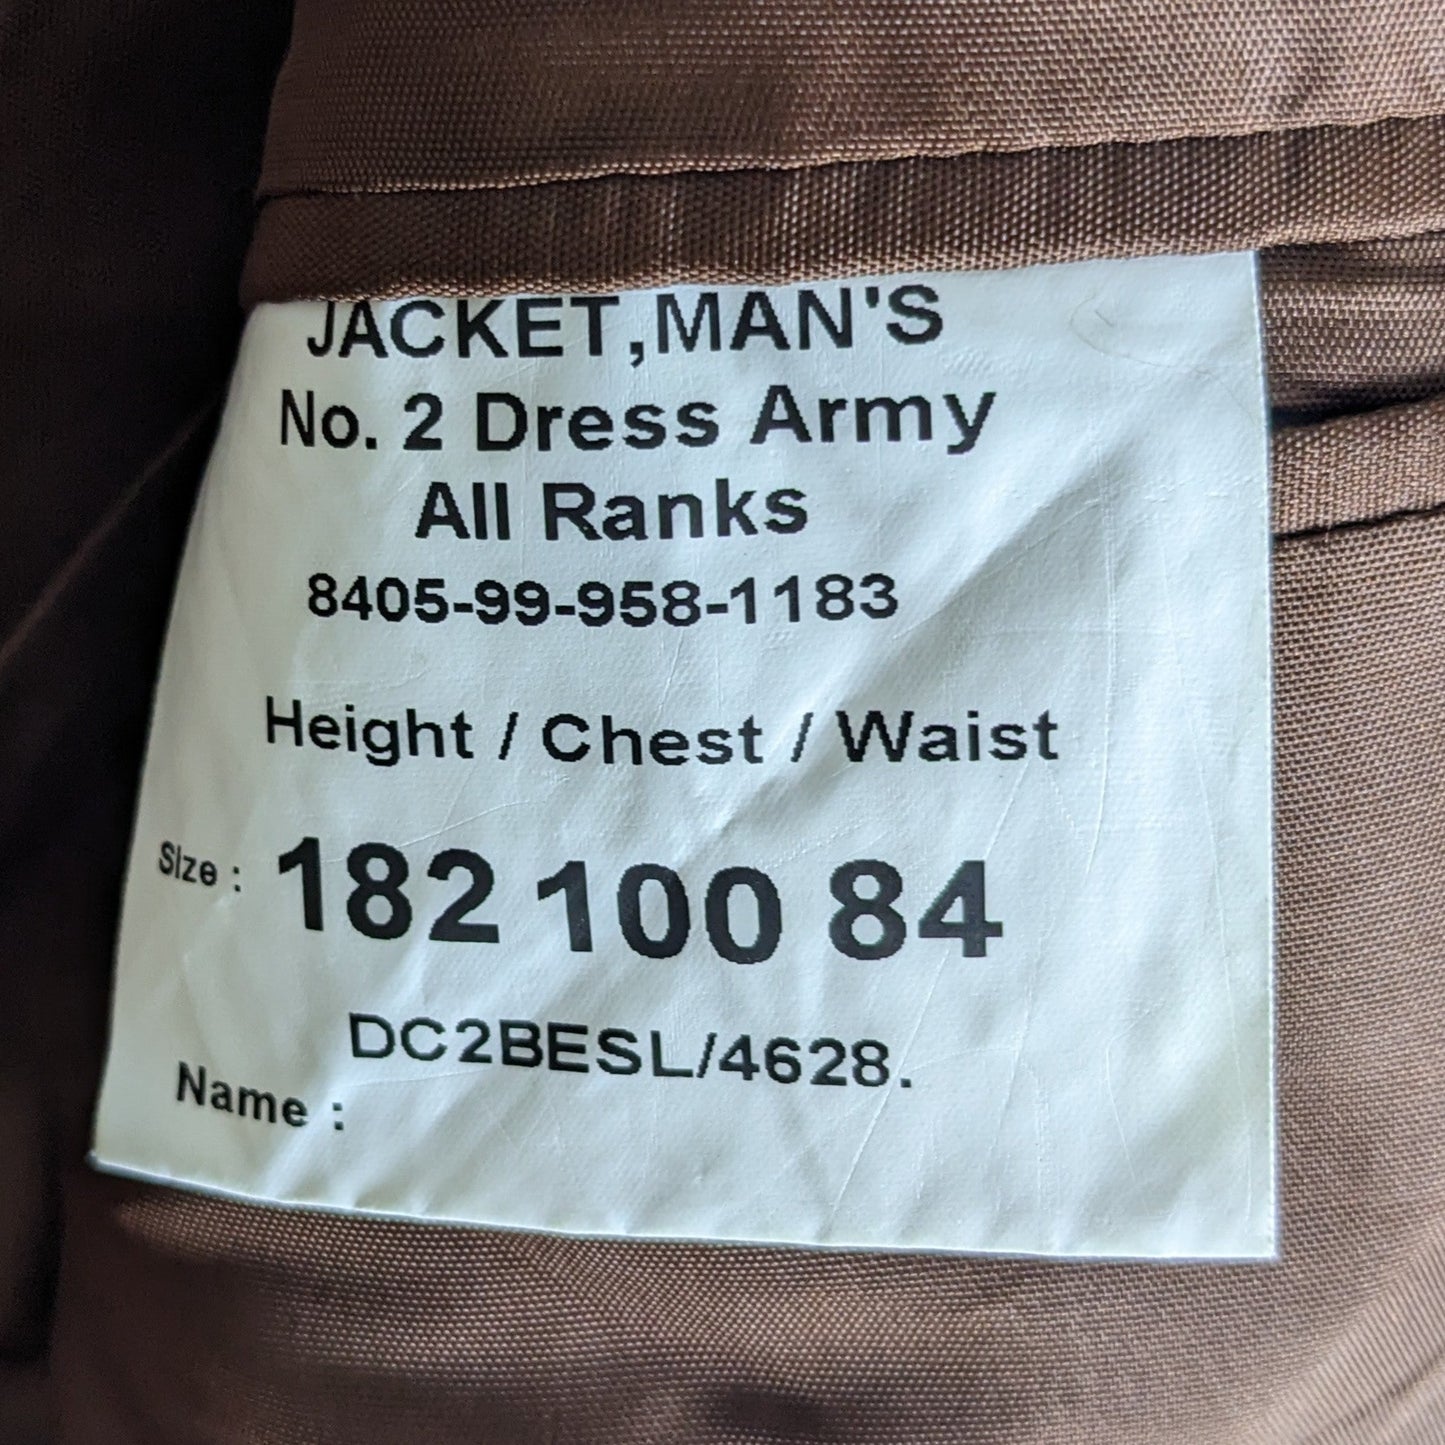 JACKET,MAN'S
No. 2 Dress Army
All Ranks
8405-99-958-1183
Height / Chest / Waist
Size : 182 100 84
DC2BESL/4628.
Name :